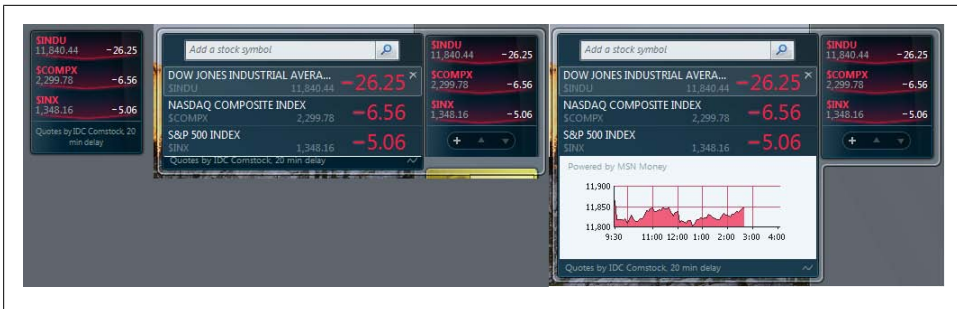 $INDU
11,840.44 -26.25
$COMPX
2,299.78 -6.56
$INX
1,348.16 -5.06
Quotes by IDC Comstock, 20
min delay
Add a stock symbol
DOW JONES INDUSTRIAL AVERA...
$INDU 11,840.44 -26.25
NASDAQ COMPOSITE INDEX
$COMPX 2,299.78 -6.56
S&P 500 INDEX
$INX 1,348.16 -5.06
Quotes by IDC Comstock, 20 min delay
$INDU
11,840.44 -26.25
$COMPX
2,299.78 -6.56
$INX
1,348.16 -5.06
Add a stock symbol
DOW JONES INDUSTRIAL AVERA...
$INDU 11,840.44 -26.25
NASDAQ COMPOSITE INDEX
$COMPX 2,299.78 -6.56
S&P 500 INDEX
$INX 1,348.16 -5.06
Powered by MSN Money
11,900
11,850
11,800
9:30 11:00 12:00 1:00 2:00 3:00 4:00
Quotes by IDC Comstock, 20 min delay
$INDU
11,840.44 -26.25
$COMPX
2,299.78 -6.56
$INX
1,348.16 -5.06